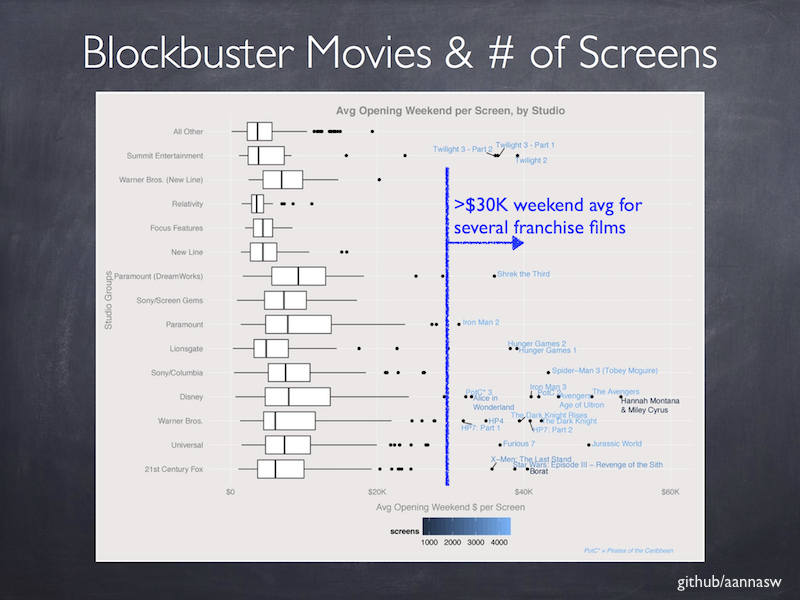 Blockbuster Movies & # of Screens
Avg Opening Weekend per Screen, by Studio
Studio Groups
All Other
Summit Entertainment
Twilight 3 - Part 2
Twilight 3 - Part 1
Twilight 2
Warner Bros. (New Line)
Relativity
>$30K weekend avg for
several franchise films
Focus Features
New Line
Paramount (DreamWorks)
Shrek the Third
Sony/Screen Gems
Paramount
Iron Man 2
Lionsgate
Hunger Games 2
Hunger Games 1
Sony/Columbia
Spider-Man 3 (Tobey Mcguire)
Disney
PotC* 3
Alice in
Wonderland
Iron Man 3
PotC* 2
Avengers:
Age of Ultron
The Avengers
Hannah Montana
& Miley Cyrus
Warner Bros.
HP7: Part 1
HP4
The Dark Knight Rises
The Dark Knight
HP7: Part 2
Universal
Furious 7
Jurassic World
21st Century Fox
X-Men: The Last Stand
Star Wars: Episode III - Revenge of the Sith
Borat
$0
$20K
$40K
$60K
Avg Opening Weekend $ per Screen
screens
1000 2000 3000 4000
PotC* = Pirates of the Caribbean
github/aannasw